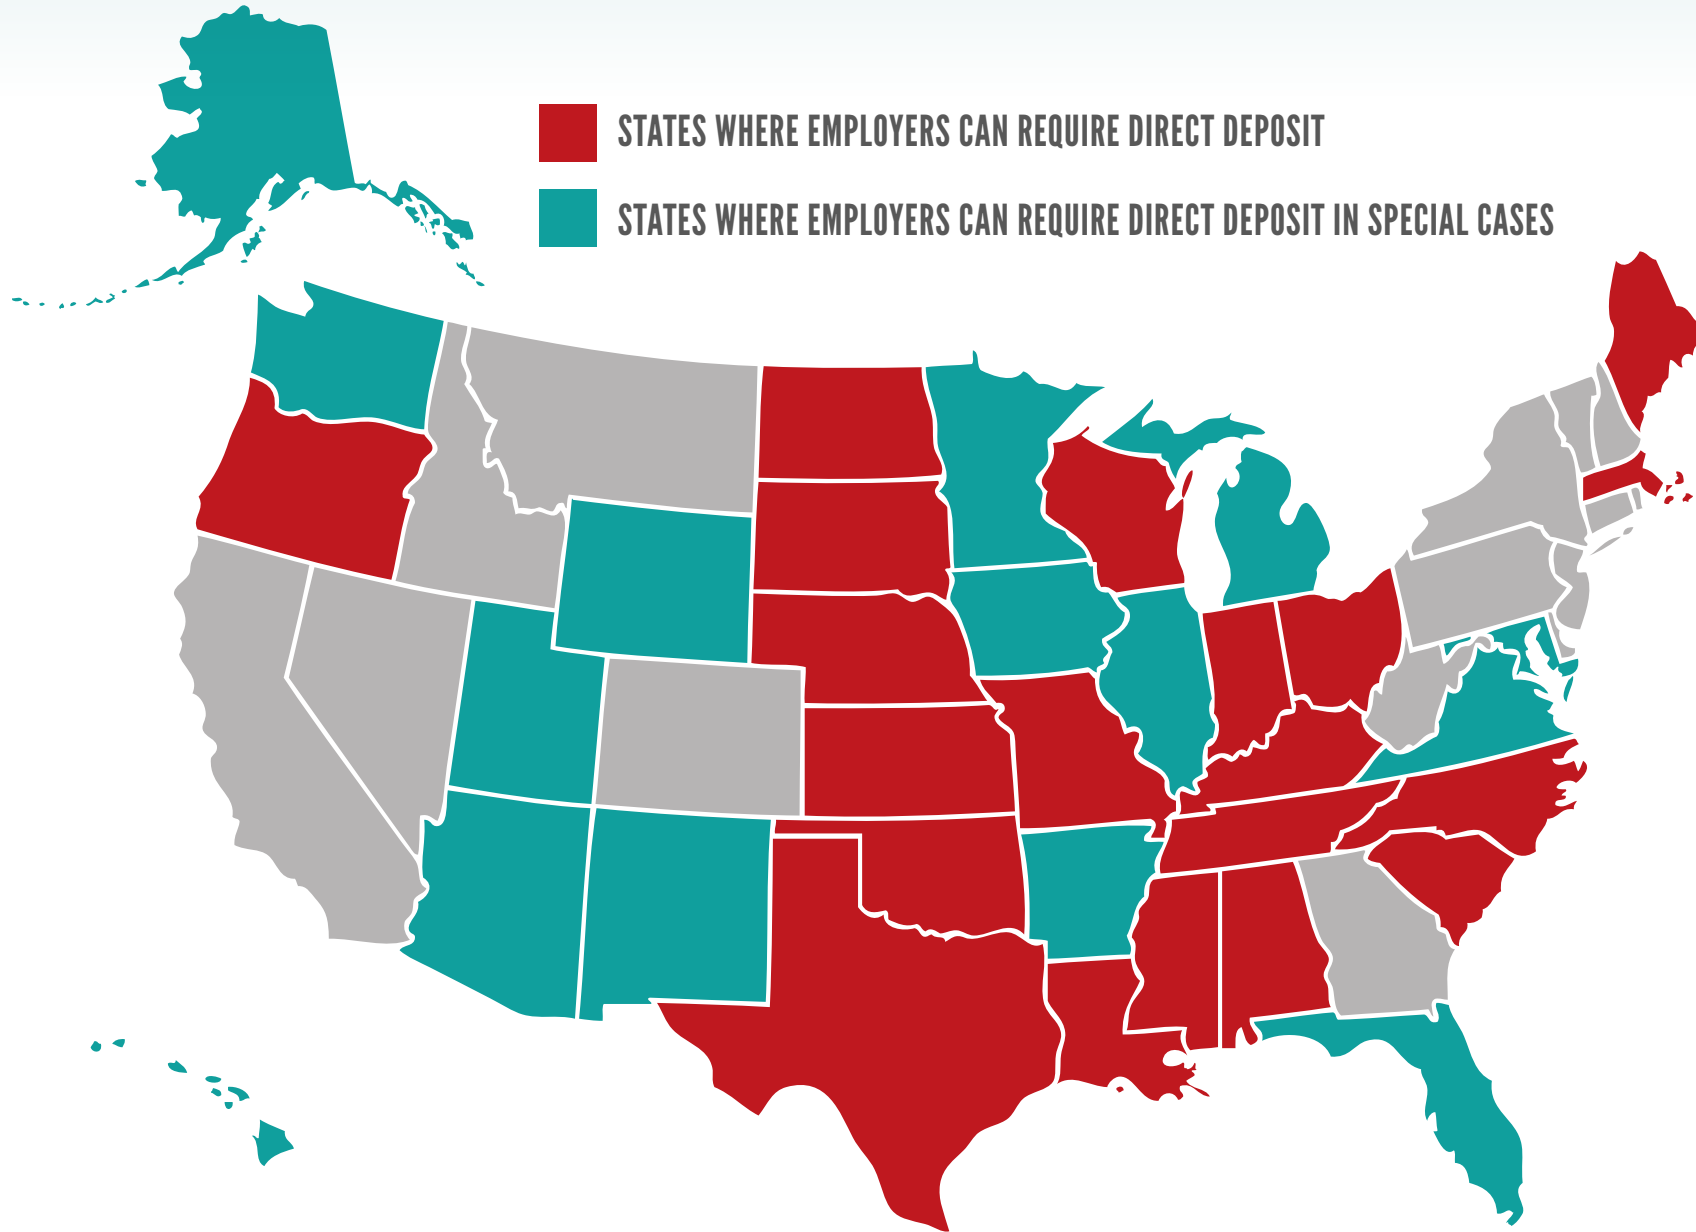 STATES WHERE EMPLOYERS CAN REQUIRE DIRECT DEPOSIT
STATES WHERE EMPLOYERS CAN REQUIRE DIRECT DEPOSIT IN SPECIAL CASES